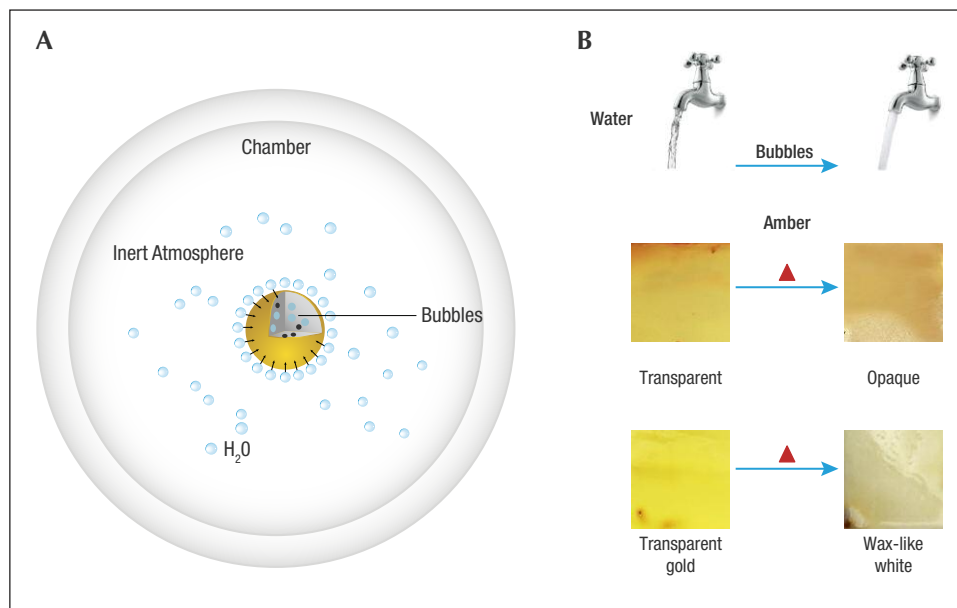 A
Chamber
Inert Atmosphere
Bubbles
H₂O
B
Water
Bubbles
Amber
Transparent
Opaque
Transparent
gold
Wax-like
white